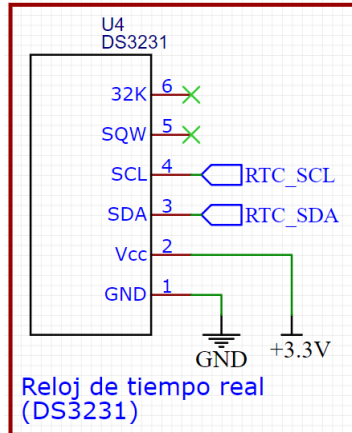 U4
DS3231
32K 6
SQW 5
SCL 4 RTC_SCL
SDA 3 RTC_SDA
Vcc 2
GND 1
GND +3.3V
Reloj de tiempo real
(DS3231)